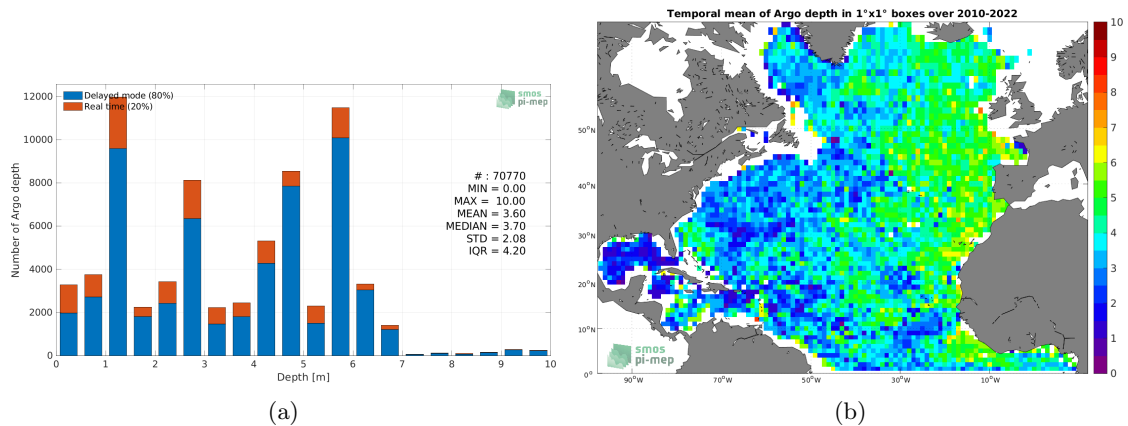 Delayed mode (80%)
Real time (20%)
smos
pi-mep
12000
10000
8000
6000
4000
2000
0
Number of Argo depth
# : 70770
MIN = 0.00
MAX = 10.00
MEAN = 3.60
MEDIAN = 3.70
STD = 2.08
IQR = 4.20
0 1 2 3 4 5 6 7 8 9 10
Depth [m]
(a)
Temporal mean of Argo depth in 1°x1° boxes over 2010-2022
50°N
40°N
30°N
20°N
10°N
0°
90°W 70°W 50°W 30°W 10°W
smos
pi-mep
10
9
8
7
6
5
4
3
2
1
0
(b)